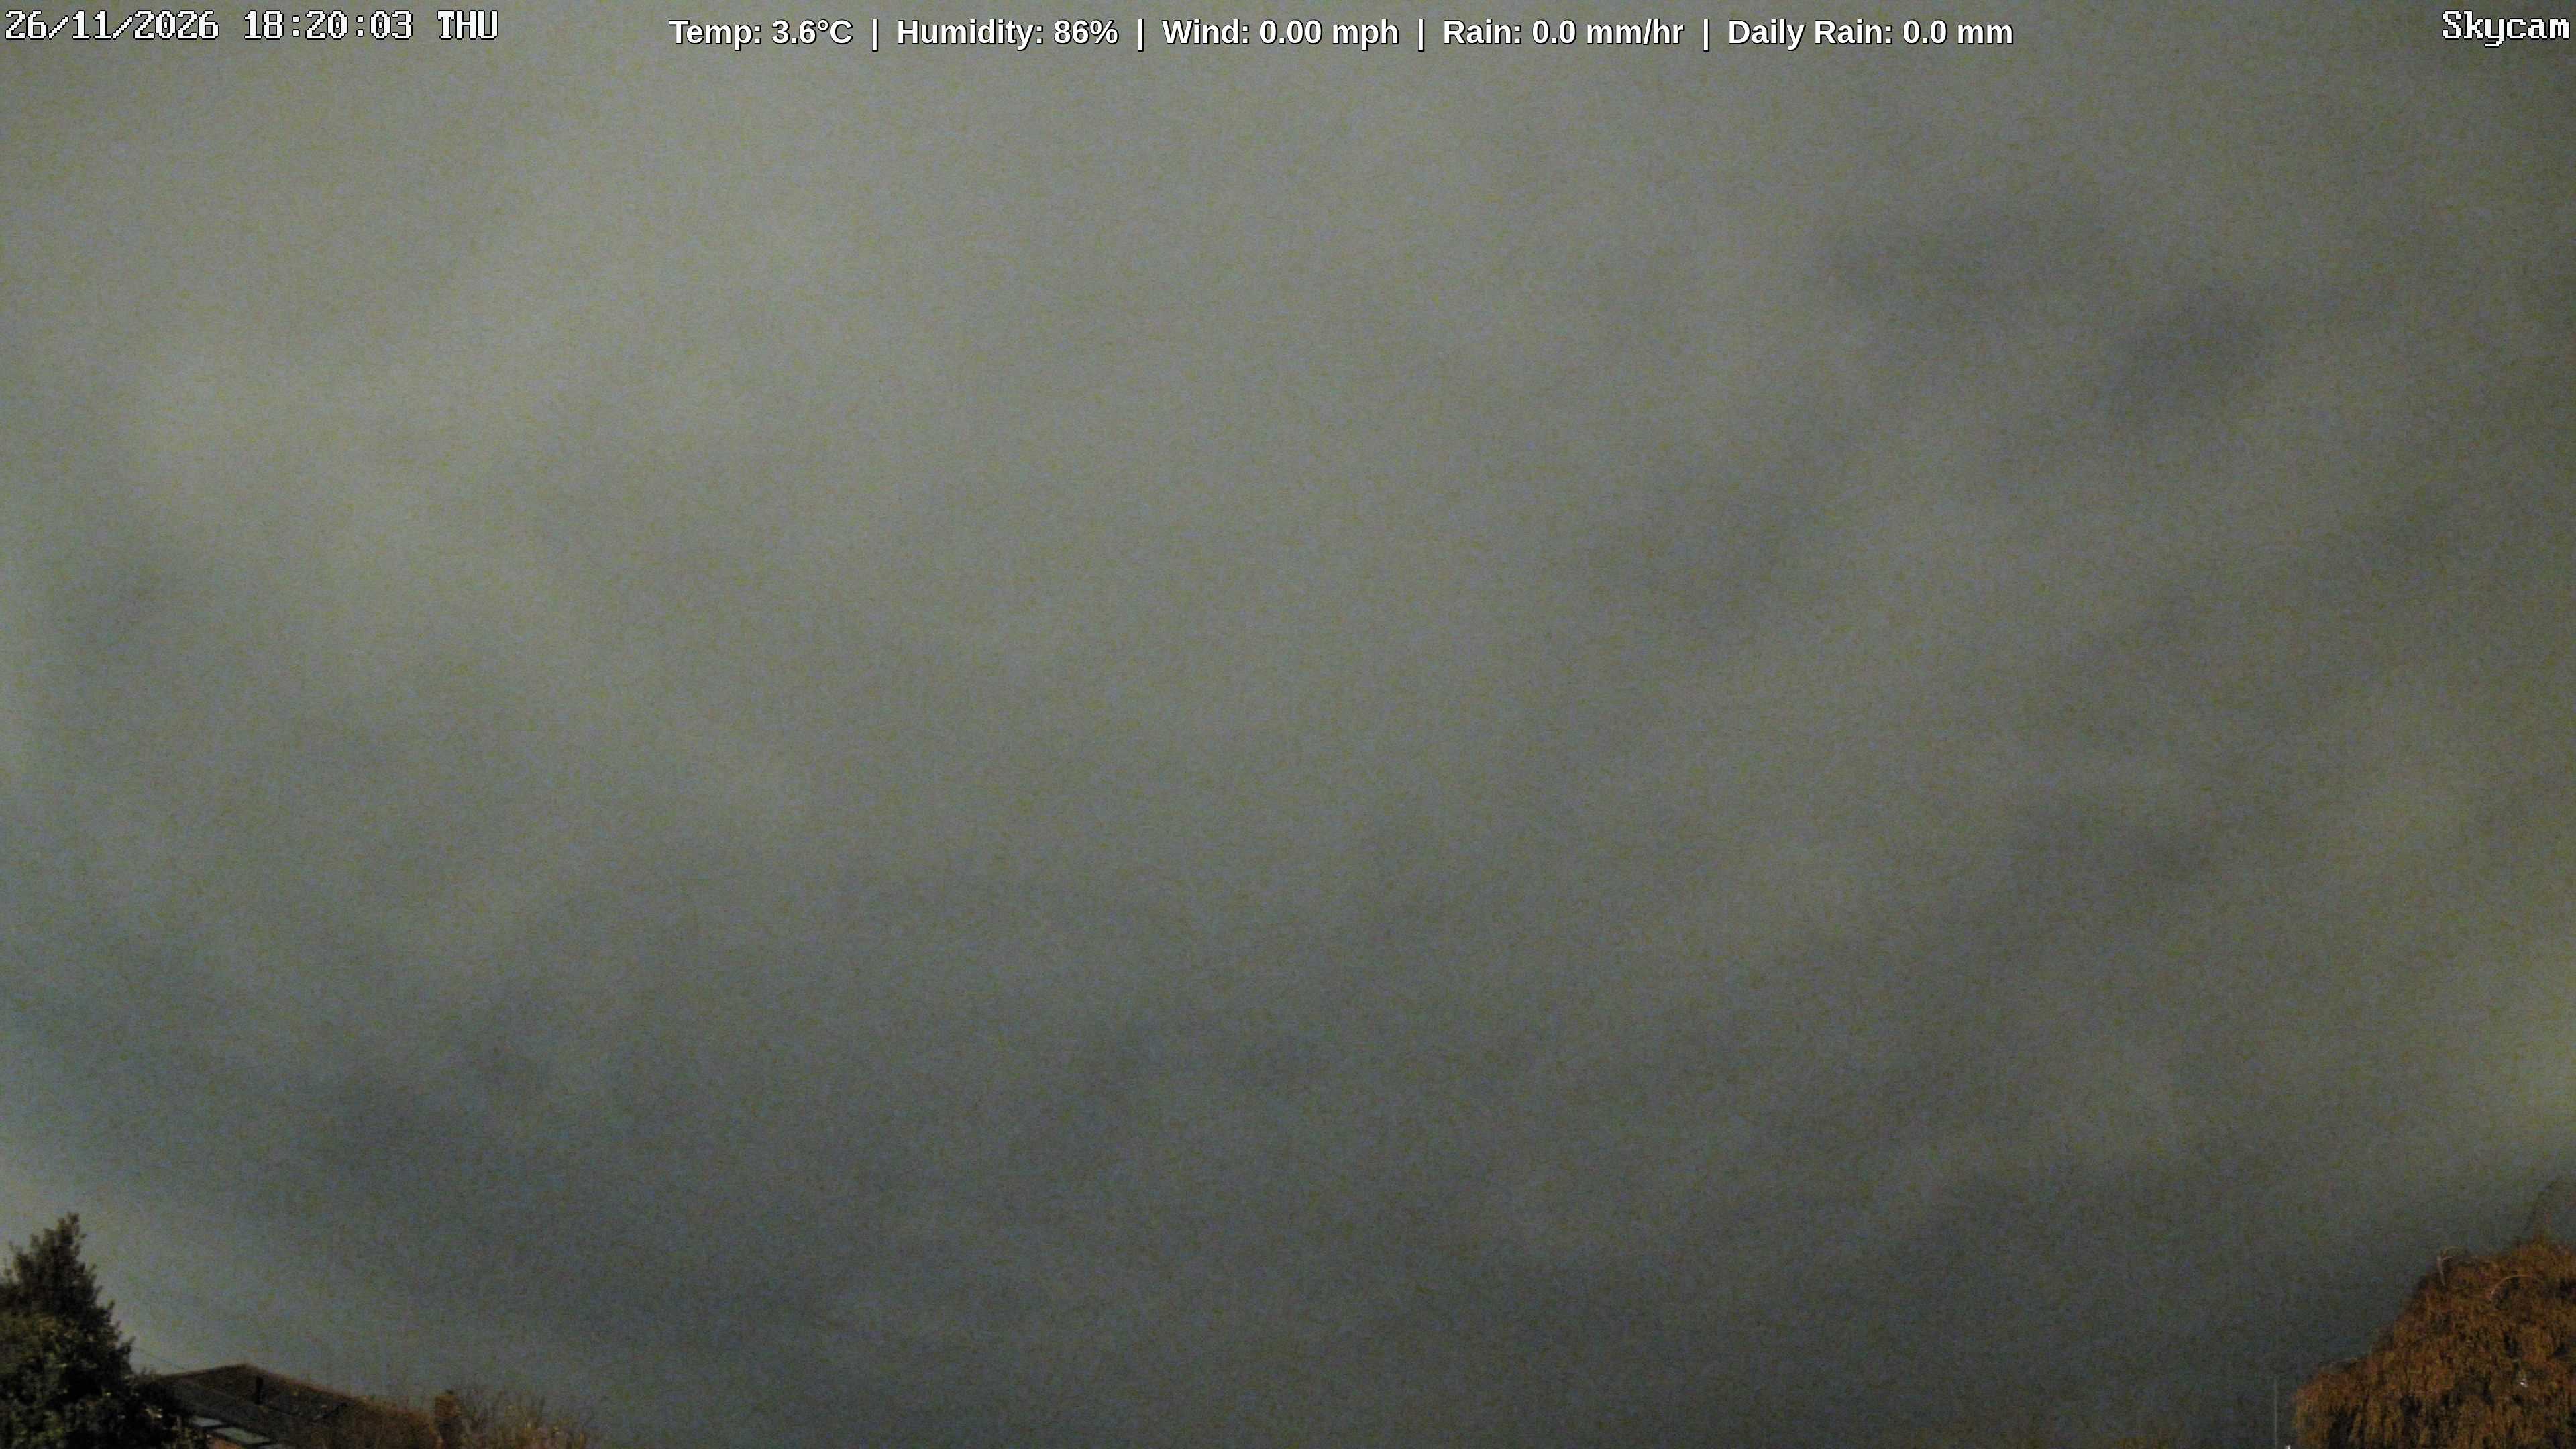 26/11/2026 18:20:03 THU
Temp: 3.6°C | Humidity: 86% | Wind: 0.00 mph | Rain: 0.0 mm/hr | Daily Rain: 0.0 mm
Skycam